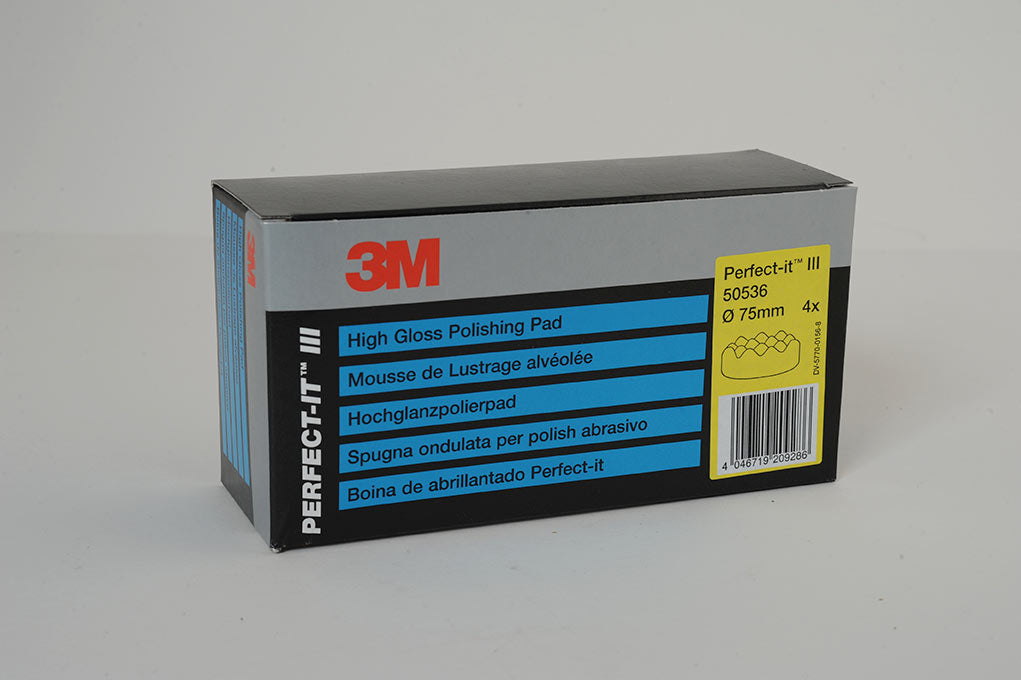 3M
PERFECT-IT™ III
High Gloss Polishing Pad
Mousse de Lustrage alvéolée
Hochglanzpolierpad
Spugna ondulata per polish abrasivo
Boina de abrillantado Perfect-it
Perfect-it™ III
50536
Ø 75mm 4x
DV-5770-0156-8
4 046719 209286
3M